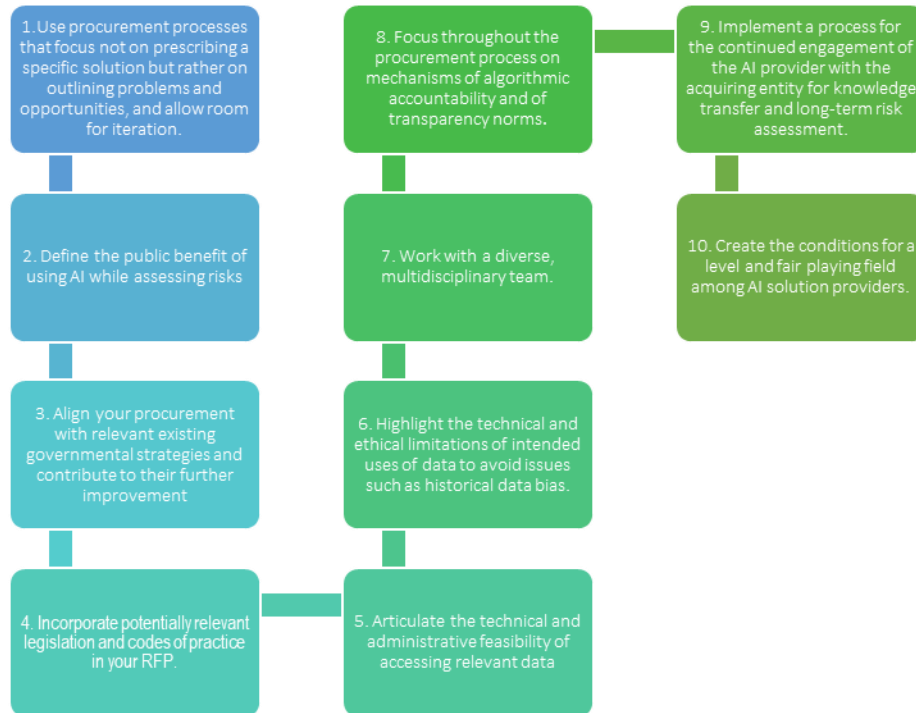 1.Use procurement processes
that focus not on prescribing a
specific solution but rather on
outlining problems and
opportunities, and allow room
for iteration.
2. Define the public benefit of
using AI while assessing risks
3. Align your procurement
with relevant existing
governmental strategies and
contribute to their further
improvement
4. Incorporate potentially relevant
legislation and codes of practice
in your RFP.
5. Articulate the technical and
administrative feasibility of
accessing relevant data
6. Highlight the technical and
ethical limitations of intended
uses of data to avoid issues
such as historical data bias.
7. Work with a diverse,
multidisciplinary team.
8. Focus throughout the
procurement process on
mechanisms of algorithmic
accountability and of
transparency norms.
9. Implement a process for
the continued engagement of
the AI provider with the
acquiring entity for knowledge
transfer and long-term risk
assessment.
10. Create the conditions for a
level and fair playing field
among AI solution providers.